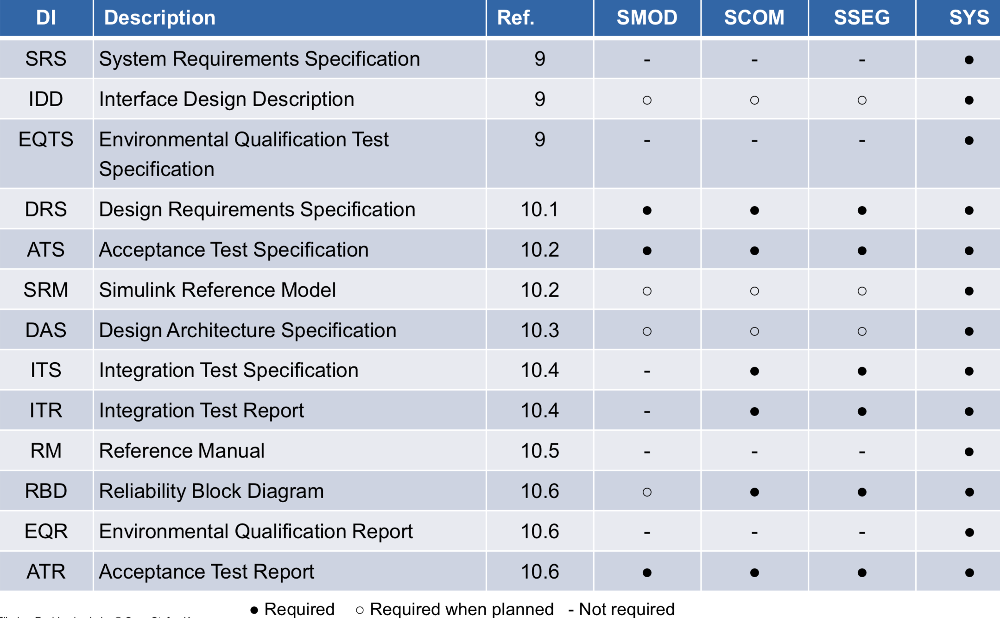 DI Description Ref. SMOD SCOM SSEG SYS
SRS System Requirements Specification 9 - - - ●
IDD Interface Design Description 9 ○ ○ ○ ●
EQTS Environmental Qualification Test 9 - - - ●
Specification
DRS Design Requirements Specification 10.1 ● ● ● ●
ATS Acceptance Test Specification 10.2 ● ● ● ●
SRM Simulink Reference Model 10.2 ○ ○ ○ ●
DAS Design Architecture Specification 10.3 ○ ○ ○ ●
ITS Integration Test Specification 10.4 - ● ● ●
ITR Integration Test Report 10.4 - ● ● ●
RM Reference Manual 10.5 - - - ●
RBD Reliability Block Diagram 10.6 ○ ● ● ●
EQR Environmental Qualification Report 10.6 - - - ●
ATR Acceptance Test Report 10.6 ● ● ● ●
● Required ○ Required when planned - Not required